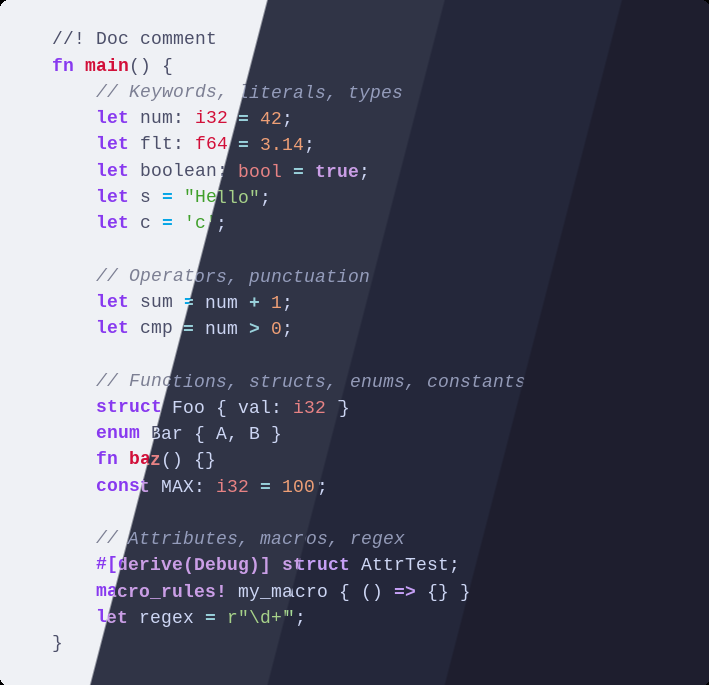 //! Doc comment
fn main() {
    // Keywords, literals, types
    let num: i32 = 42;
    let flt: f64 = 3.14;
    let boolean: bool = true;
    let s = "Hello";
    let c = 'c';

    // Operators, punctuation
    let sum = num + 1;
    let cmp = num > 0;

    // Functions, structs, enums, constants
    struct Foo { val: i32 }
    enum Bar { A, B }
    fn baz() {}
    const MAX: i32 = 100;

    // Attributes, macros, regex
    #[derive(Debug)] struct AttrTest;
    macro_rules! my_macro { () => {} }
    let regex = r"\d+";
}